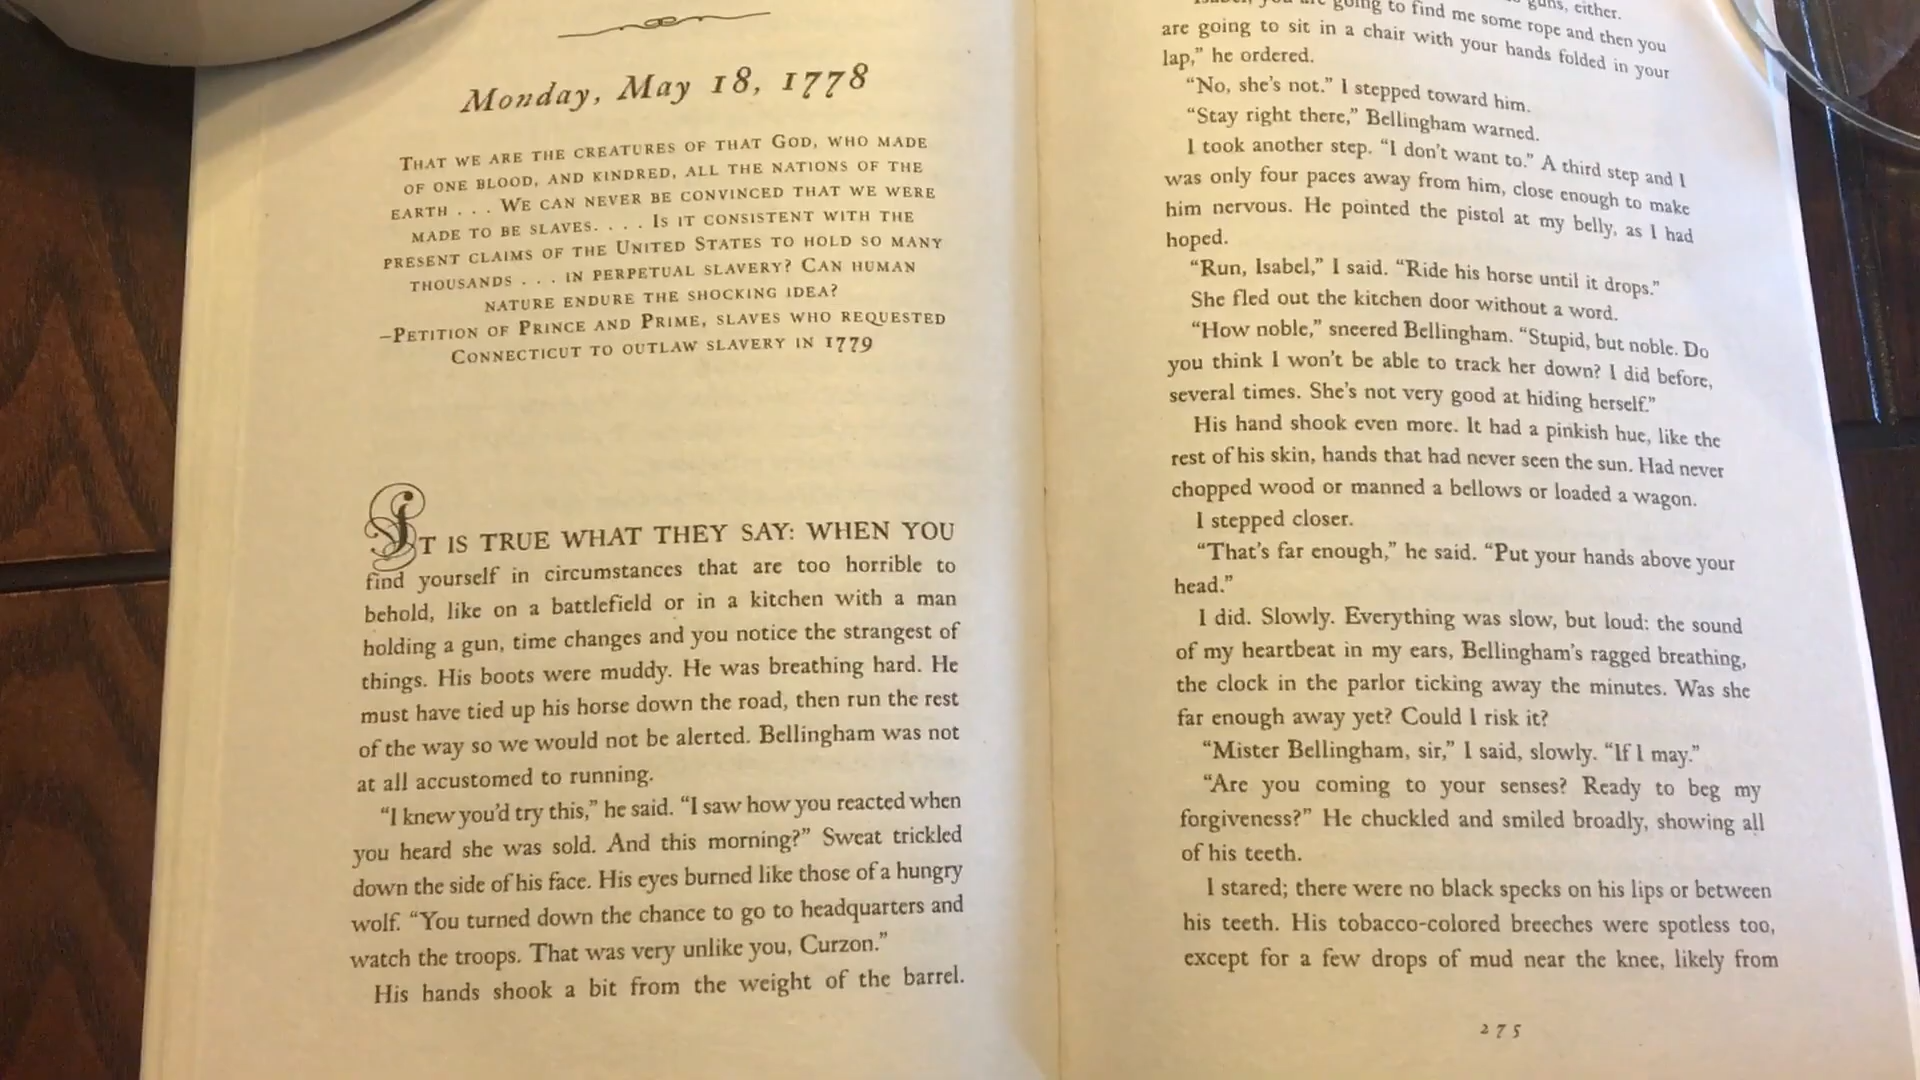 Monday, May 18, 1778
THAT WE ARE THE CREATURES OF THAT GOD, WHO MADE
OF ONE BLOOD, AND KINDRED, ALL THE NATIONS OF THE
EARTH . . . WE CAN NEVER BE CONVINCED THAT WE WERE
MADE TO BE SLAVES. . . . IS IT CONSISTENT WITH THE
PRESENT CLAIMS OF THE UNITED STATES TO HOLD SO MANY
THOUSANDS . . . IN PERPETUAL SLAVERY? CAN HUMAN
NATURE ENDURE THE SHOCKING IDEA?
–PETITION OF PRINCE AND PRIME, SLAVES WHO REQUESTED
CONNECTICUT TO OUTLAW SLAVERY IN 1779
IT IS TRUE WHAT THEY SAY: WHEN YOU
find yourself in circumstances that are too horrible to
behold, like on a battlefield or in a kitchen with a man
holding a gun, time changes and you notice the strangest of
things. His boots were muddy. He was breathing hard. He
must have tied up his horse down the road, then run the rest
of the way so we would not be alerted. Bellingham was not
at all accustomed to running.
“I knew you’d try this,” he said. “I saw how you reacted when
you heard she was sold. And this morning?” Sweat trickled
down the side of his face. His eyes burned like those of a hungry
wolf. “You turned down the chance to go to headquarters and
watch the troops. That was very unlike you, Curzon.”
His hands shook a bit from the weight of the barrel.
guns, either.
going to find me some rope and then you
are going to sit in a chair with your hands folded in your
lap,” he ordered.
“No, she’s not.” I stepped toward him.
“Stay right there,” Bellingham warned.
I took another step. “I don’t want to.” A third step and I
was only four paces away from him, close enough to make
him nervous. He pointed the pistol at my belly, as I had
hoped.
“Run, Isabel,” I said. “Ride his horse until it drops.”
She fled out the kitchen door without a word.
“How noble,” sneered Bellingham. “Stupid, but noble. Do
you think I won’t be able to track her down? I did before,
several times. She’s not very good at hiding herself.”
His hand shook even more. It had a pinkish hue, like the
rest of his skin, hands that had never seen the sun. Had never
chopped wood or manned a bellows or loaded a wagon.
I stepped closer.
“That’s far enough,” he said. “Put your hands above your
head.”
I did. Slowly. Everything was slow, but loud: the sound
of my heartbeat in my ears, Bellingham’s ragged breathing,
the clock in the parlor ticking away the minutes. Was she
far enough away yet? Could I risk it?
“Mister Bellingham, sir,” I said, slowly. “If I may.”
“Are you coming to your senses? Ready to beg my
forgiveness?” He chuckled and smiled broadly, showing all
of his teeth.
I stared; there were no black specks on his lips or between
his teeth. His tobacco-colored breeches were spotless too,
except for a few drops of mud near the knee, likely from
275